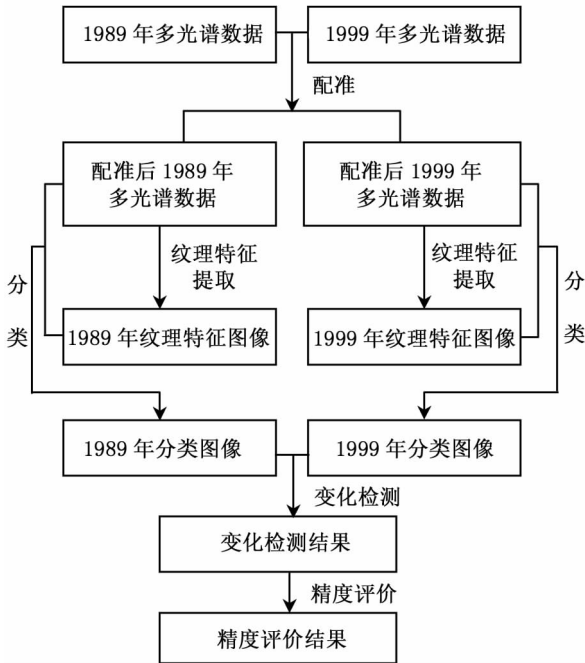 1989 年多光谱数据
1999 年多光谱数据
配准
配准后 1989 年
多光谱数据
配准后 1999 年
多光谱数据
纹理特征
提取
纹理特征
提取
分
类
分
类
1989 年纹理特征图像
1999 年纹理特征图像
1989 年分类图像
1999 年分类图像
变化检测
变化检测结果
精度评价
精度评价结果